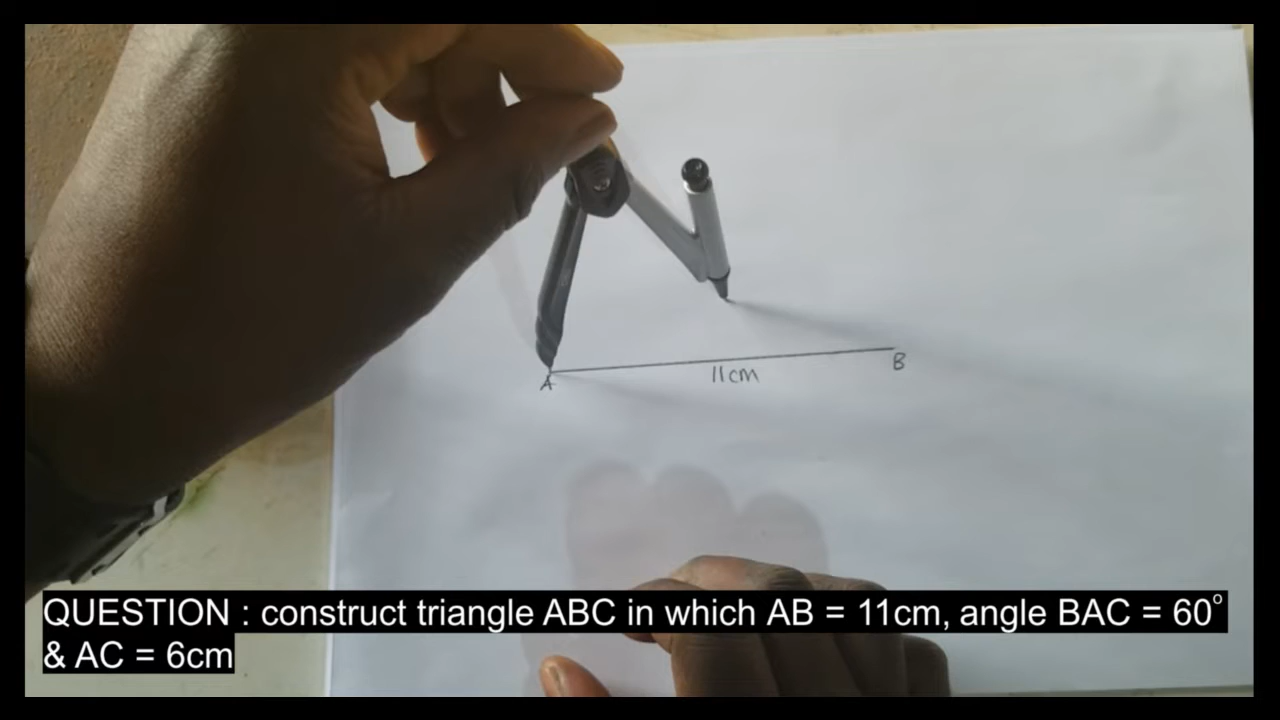 A
11cm
B
QUESTION : construct triangle ABC in which AB = 11cm, angle BAC = 60°
& AC = 6cm